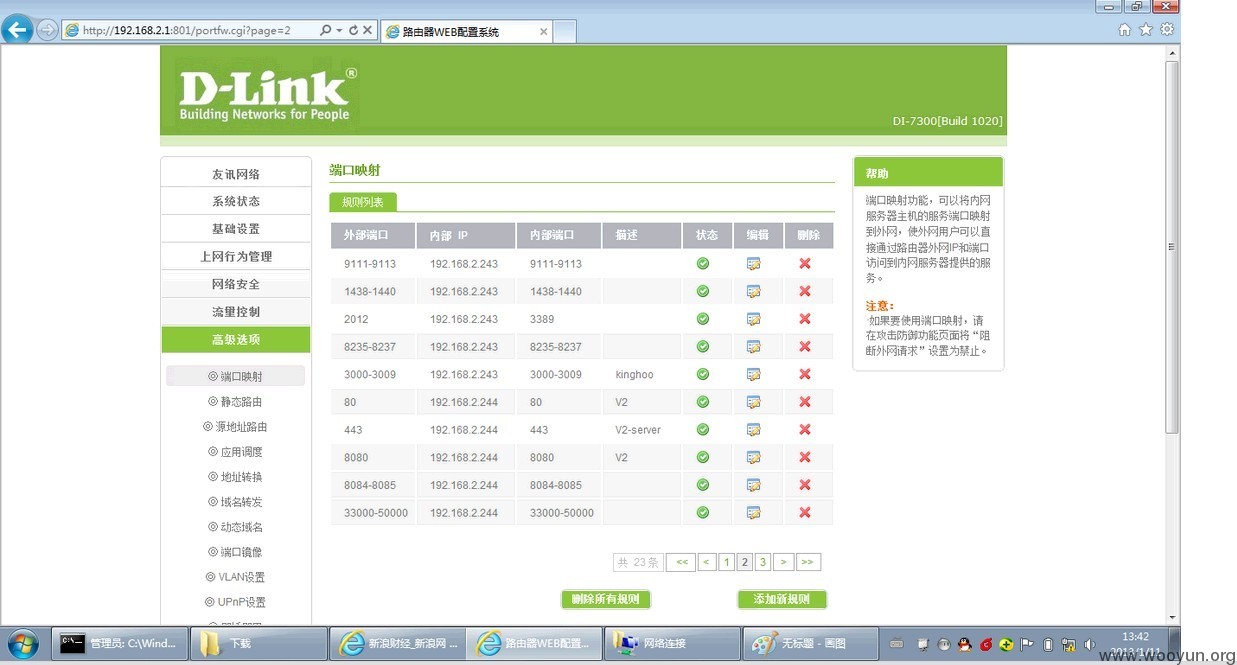 http://192.168.2.1:801/portfw.cgi?page=2
路由器WEB配置系统
D-Link®
Building Networks for People
DI-7300[Build 1020]
友讯网络
系统状态
基础设置
上网行为管理
网络安全
流量控制
高级选项
端口映射
静态路由
源地址路由
应用调度
地址转换
域名转发
动态域名
端口镜像
VLAN设置
UPnP设置
端口映射
规则列表
外部端口 内部 IP 内部端口 描述 状态 编辑 删除
9111-9113 192.168.2.243 9111-9113
1438-1440 192.168.2.243 1438-1440
2012 192.168.2.243 3389
8235-8237 192.168.2.243 8235-8237
3000-3009 192.168.2.243 3000-3009 kinghoo
80 192.168.2.244 80 V2
443 192.168.2.244 443 V2-server
8080 192.168.2.244 8080 V2
8084-8085 192.168.2.244 8084-8085
33000-50000 192.168.2.244 33000-50000
共 23 条 << < 1 2 3 > >>
删除所有规则 添加新规则
帮助
端口映射功能，可以将内网
服务器主机的服务端口映射
到外网，使外网用户可以直
接通过路由器外网IP和端口
访问到内网服务器提供的服
务。
注意：
·如果要使用端口映射，请
在攻击防御功能页面将“阻
断外网请求”设置为禁止。
管理员: C:\Wind...
下载
新浪财经_新浪网 ...
路由器WEB配置...
网络连接
无标题 - 画图
13:42
2013/1/11
www.wooyun.org